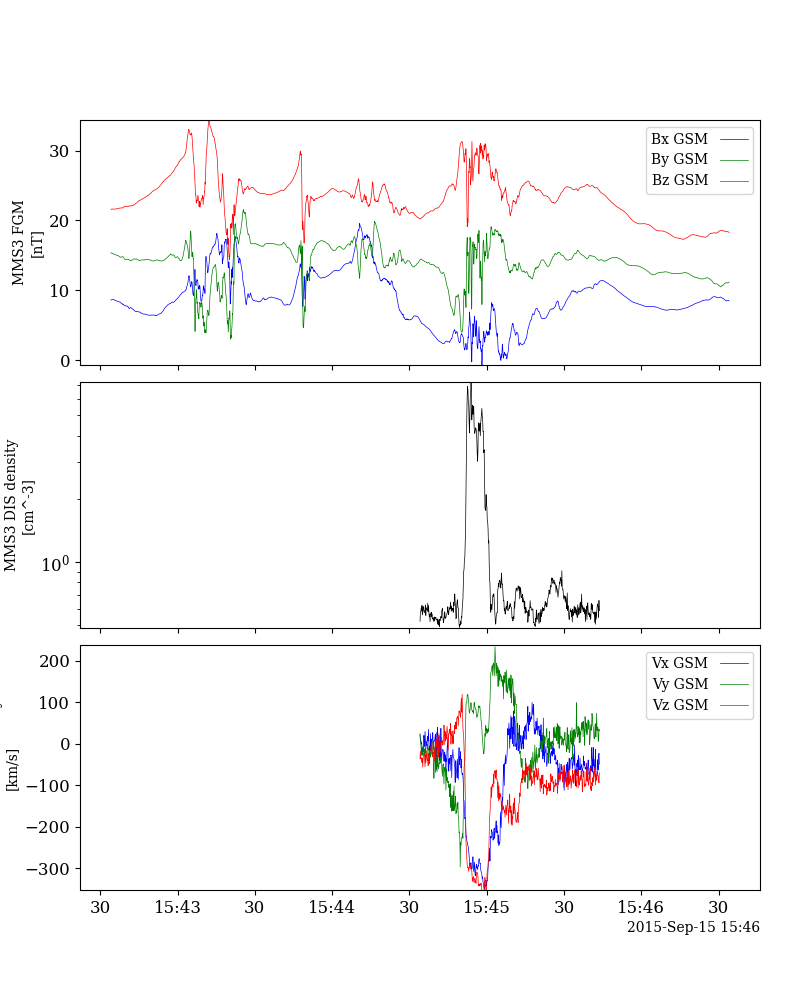 MMS3 FGM
[nT]
30
20
10
0
Bx GSM
By GSM
Bz GSM
MMS3 DIS density
[cm^-3]
10^0
[km/s]
200
100
0
−100
−200
−300
Vx GSM
Vy GSM
Vz GSM
30
15:43
30
15:44
30
15:45
30
15:46
30
2015-Sep-15 15:46